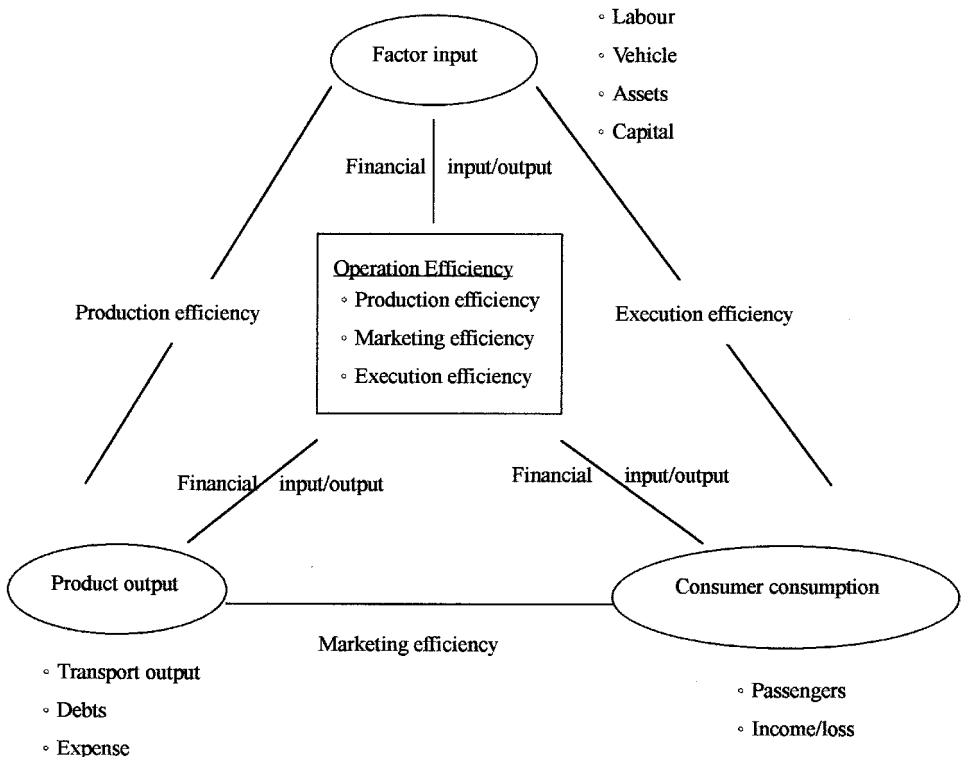 ◦ Labour
Factor input
◦ Vehicle
◦ Assets
◦ Capital
Financial input/output
Operation Efficiency
◦ Production efficiency
◦ Marketing efficiency
◦ Execution efficiency
Production efficiency
Execution efficiency
Financial input/output
Financial input/output
Product output
Consumer consumption
Marketing efficiency
◦ Transport output
◦ Debts
◦ Expense
◦ Passengers
◦ Income/loss